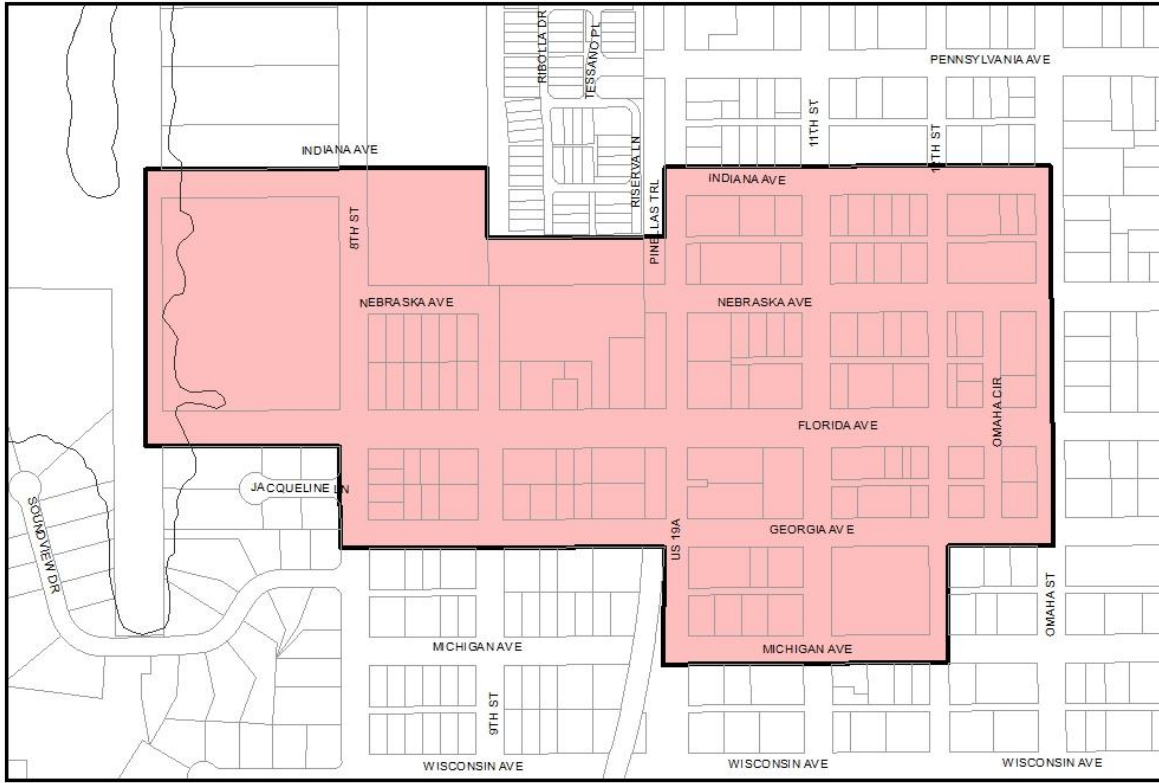 RIBOLLA DR
TESSANO PL
PENNSYLVANIA AVE
11TH ST
INDIANA AVE
RISERVA LN
INDIANA AVE
PINELLAS TRL
8TH ST
NEBRASKA AVE
NEBRASKA AVE
OMAHA CIR
FLORIDA AVE
JACQUELINE LN
SOUNDVIEW DR
US 19A
GEORGIA AVE
OMAHA ST
MICHIGAN AVE
MICHIGAN AVE
9TH ST
WISCONSIN AVE
WISCONSIN AVE
WISCONSIN AVE